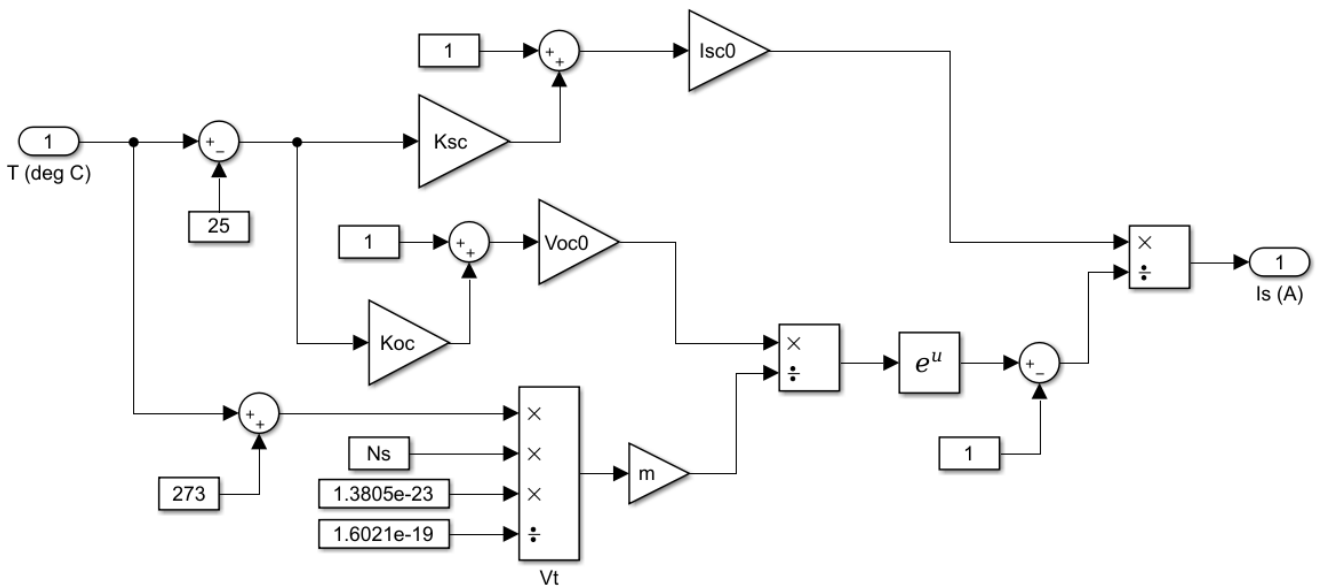 1
+
+
Isc0
1
T (deg C)
+
−
Ksc
25
1
+
+
Voc0
Koc
×
÷
1
Is (A)
×
÷
e^u
+
−
1
+
+
273
Ns
1.3805e-23
1.6021e-19
×
×
×
÷
m
Vt